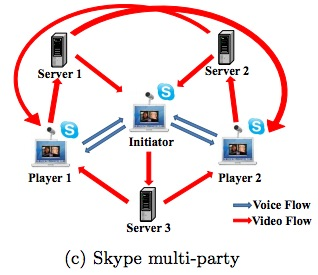 Server 1
Server 2
Initiator
Player 1
Player 2
Server 3
Voice Flow
Video Flow
(c) Skype multi-party